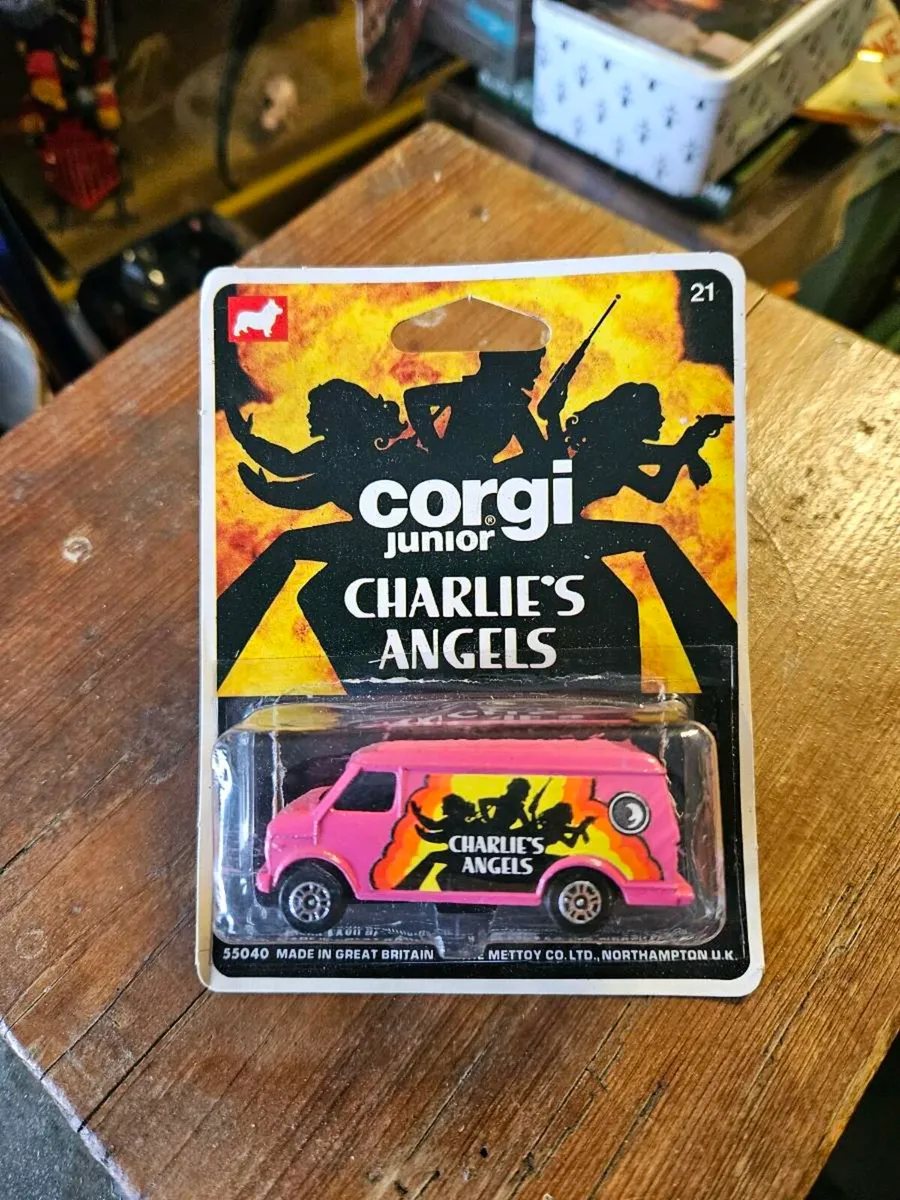 21
corgi®
junior
CHARLIE'S
ANGELS
CHARLIE'S
ANGELS
55040 MADE IN GREAT BRITAIN METTOY CO. LTD., NORTHAMPTON U.K.